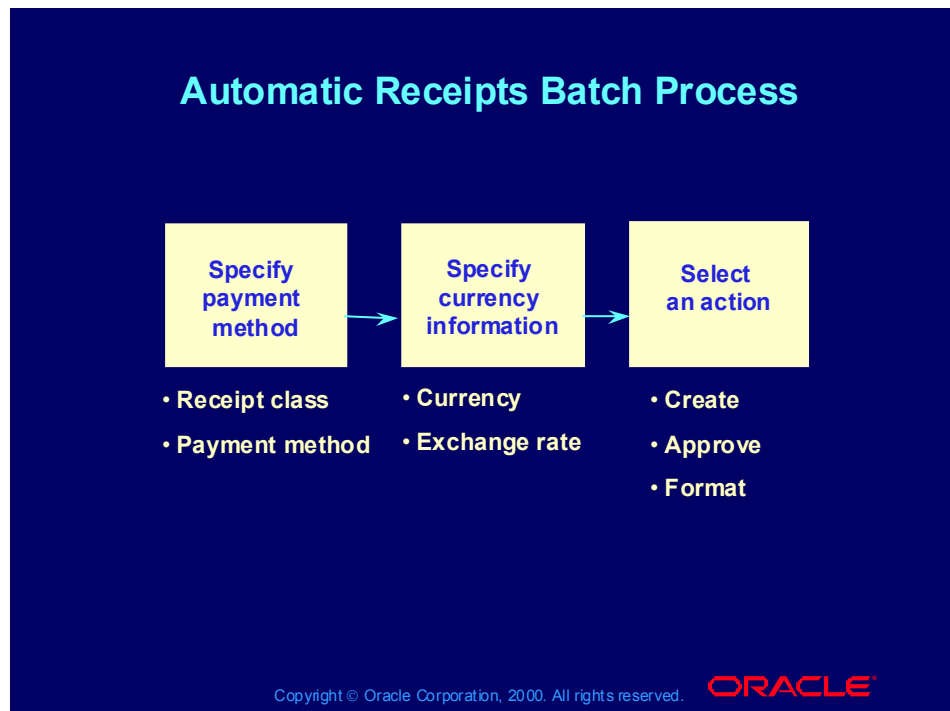 Automatic Receipts Batch Process
Specify
payment
method
• Receipt class
• Payment method
Specify
currency
information
• Currency
• Exchange rate
Select
an action
• Create
• Approve
• Format
Copyright © Oracle Corporation, 2000. All rights reserved.
ORACLE®